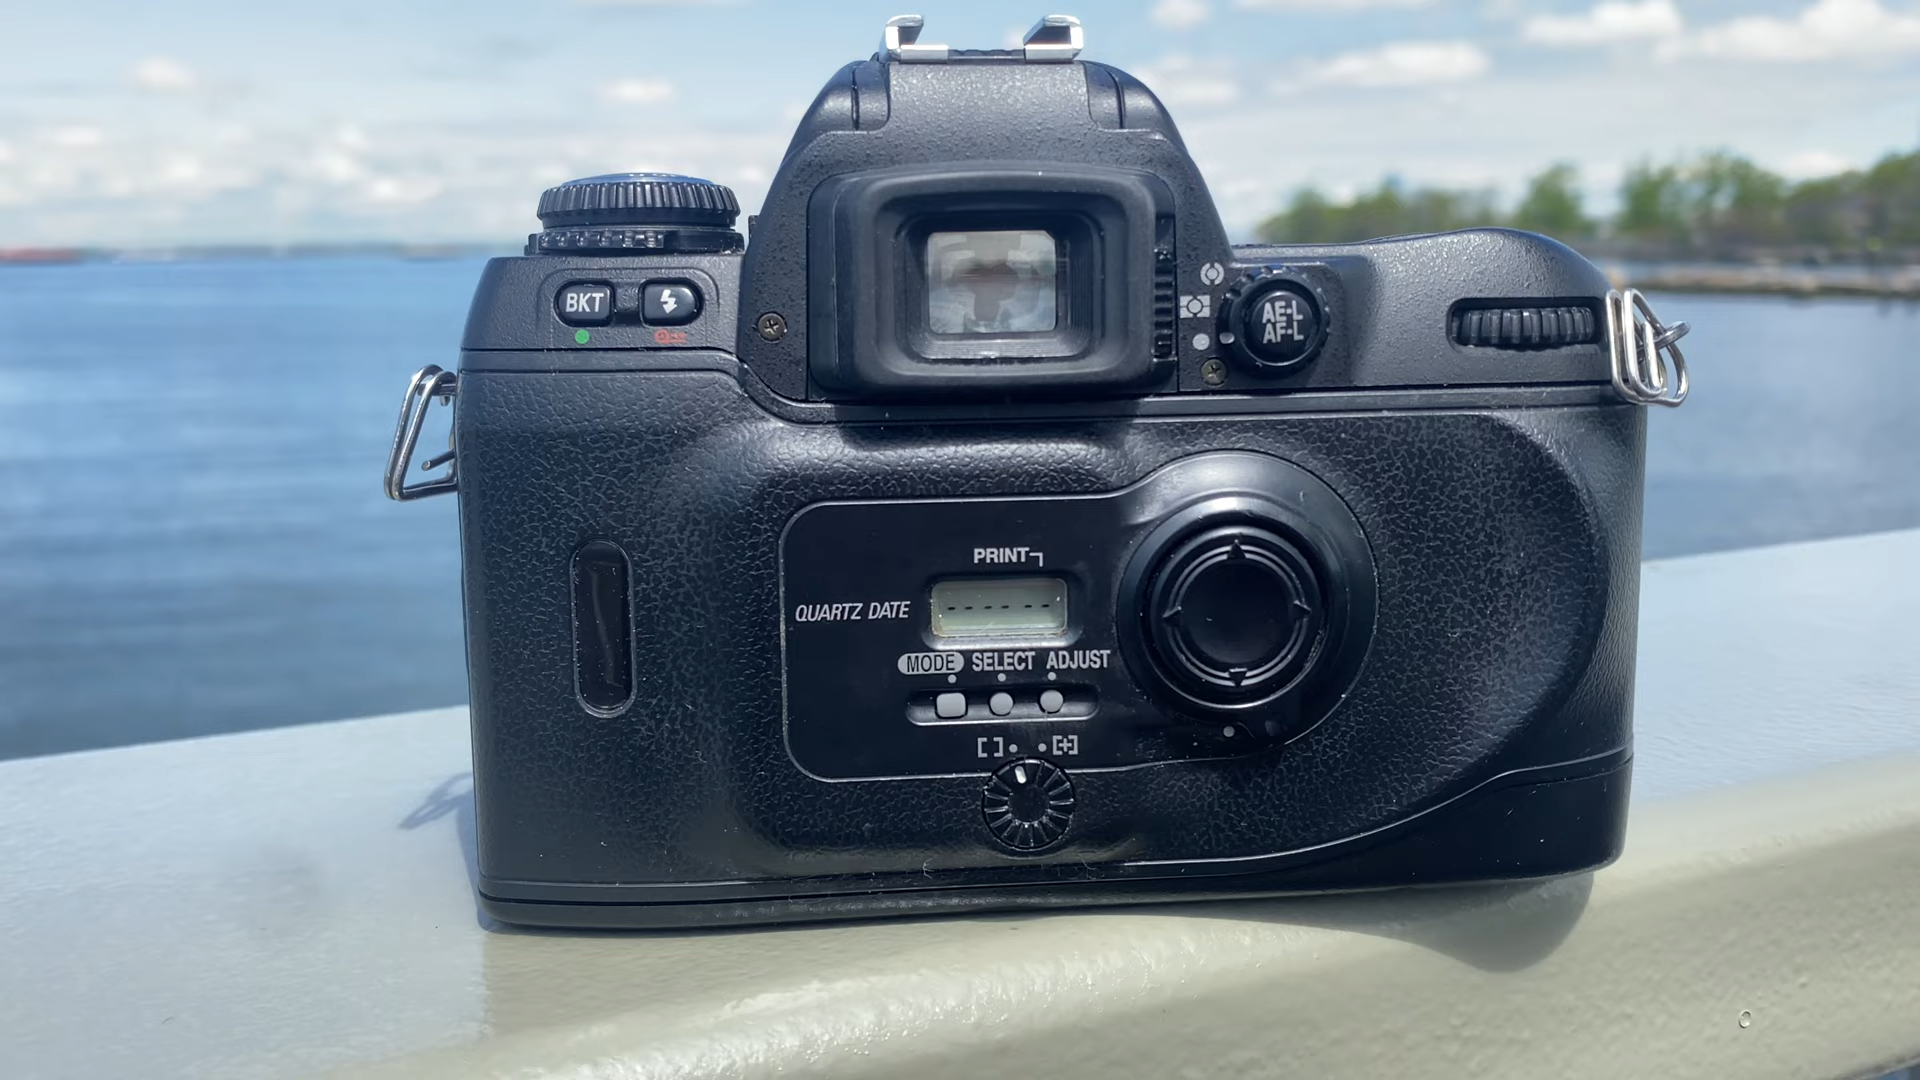 BKT
AE-L
AF-L
PRINT
QUARTZ DATE
MODE SELECT ADJUST